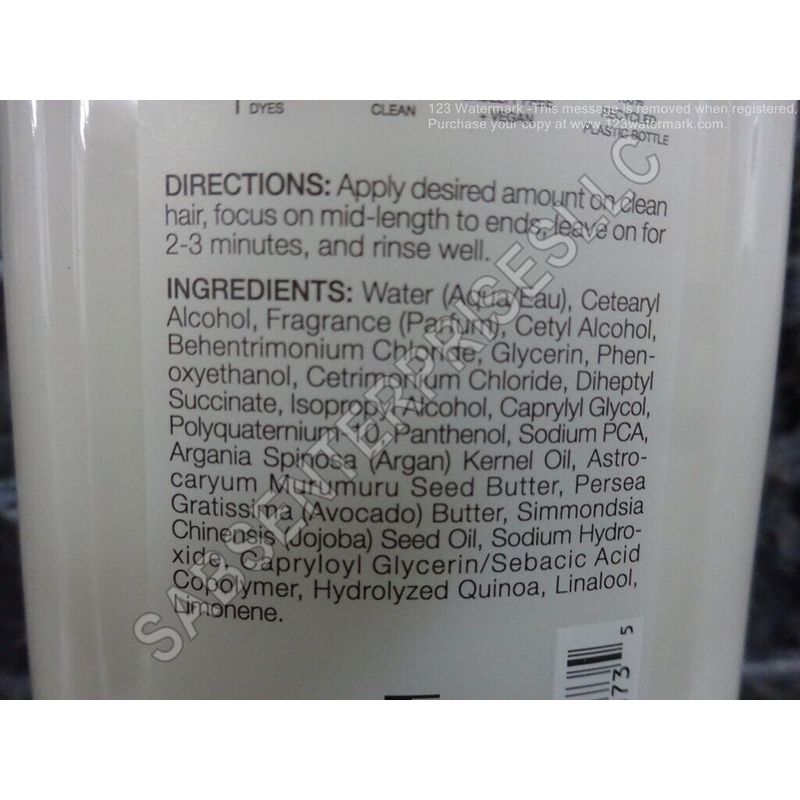 DYES
CLEAN
+ VEGAN
RECYCLED
PLASTIC BOTTLE
123 Watermark -This message is removed when registered.
Purchase your copy at www.123watermark.com.
DIRECTIONS: Apply desired amount on clean
hair, focus on mid-length to ends, leave on for
2-3 minutes, and rinse well.
INGREDIENTS: Water (Aqua/Eau), Cetearyl
Alcohol, Fragrance (Parfum), Cetyl Alcohol,
Behentrimonium Chloride, Glycerin, Phen-
oxyethanol, Cetrimonium Chloride, Diheptyl
Succinate, Isopropyl Alcohol, Caprylyl Glycol,
Polyquaternium 10, Panthenol, Sodium PCA,
Argania Spinosa (Argan) Kernel Oil, Astro-
caryum Murumuru Seed Butter, Persea
Gratissima (Avocado) Butter, Simmondsia
Chinensis (Jojoba) Seed Oil, Sodium Hydro-
xide, Capryloyl Glycerin/Sebacic Acid
Copolymer, Hydrolyzed Quinoa, Linalool,
Limonene.
SABSENTERPRISESLLC
73 5